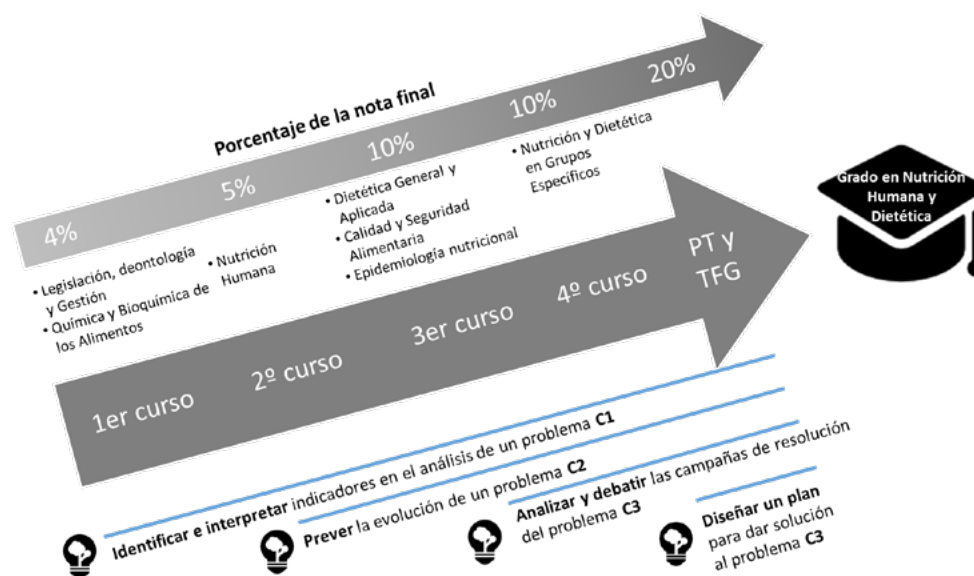 Porcentaje de la nota final
4%
5%
10%
10%
20%
• Legislación, deontología
y Gestión
• Química y Bioquímica de
los Alimentos
• Nutrición
Humana
• Dietética General y
Aplicada
• Calidad y Seguridad
Alimentaria
• Epidemiología nutricional
• Nutrición y Dietética
en Grupos
Específicos
Grado en Nutrición
Humana y
Dietética
1er curso
2º curso
3er curso
4º curso
PT y
TFG
Identificar e interpretar indicadores en el análisis de un problema C1
Prever la evolución de un problema C2
Analizar y debatir las campañas de resolución
del problema C3
Diseñar un plan
para dar solución
al problema C3